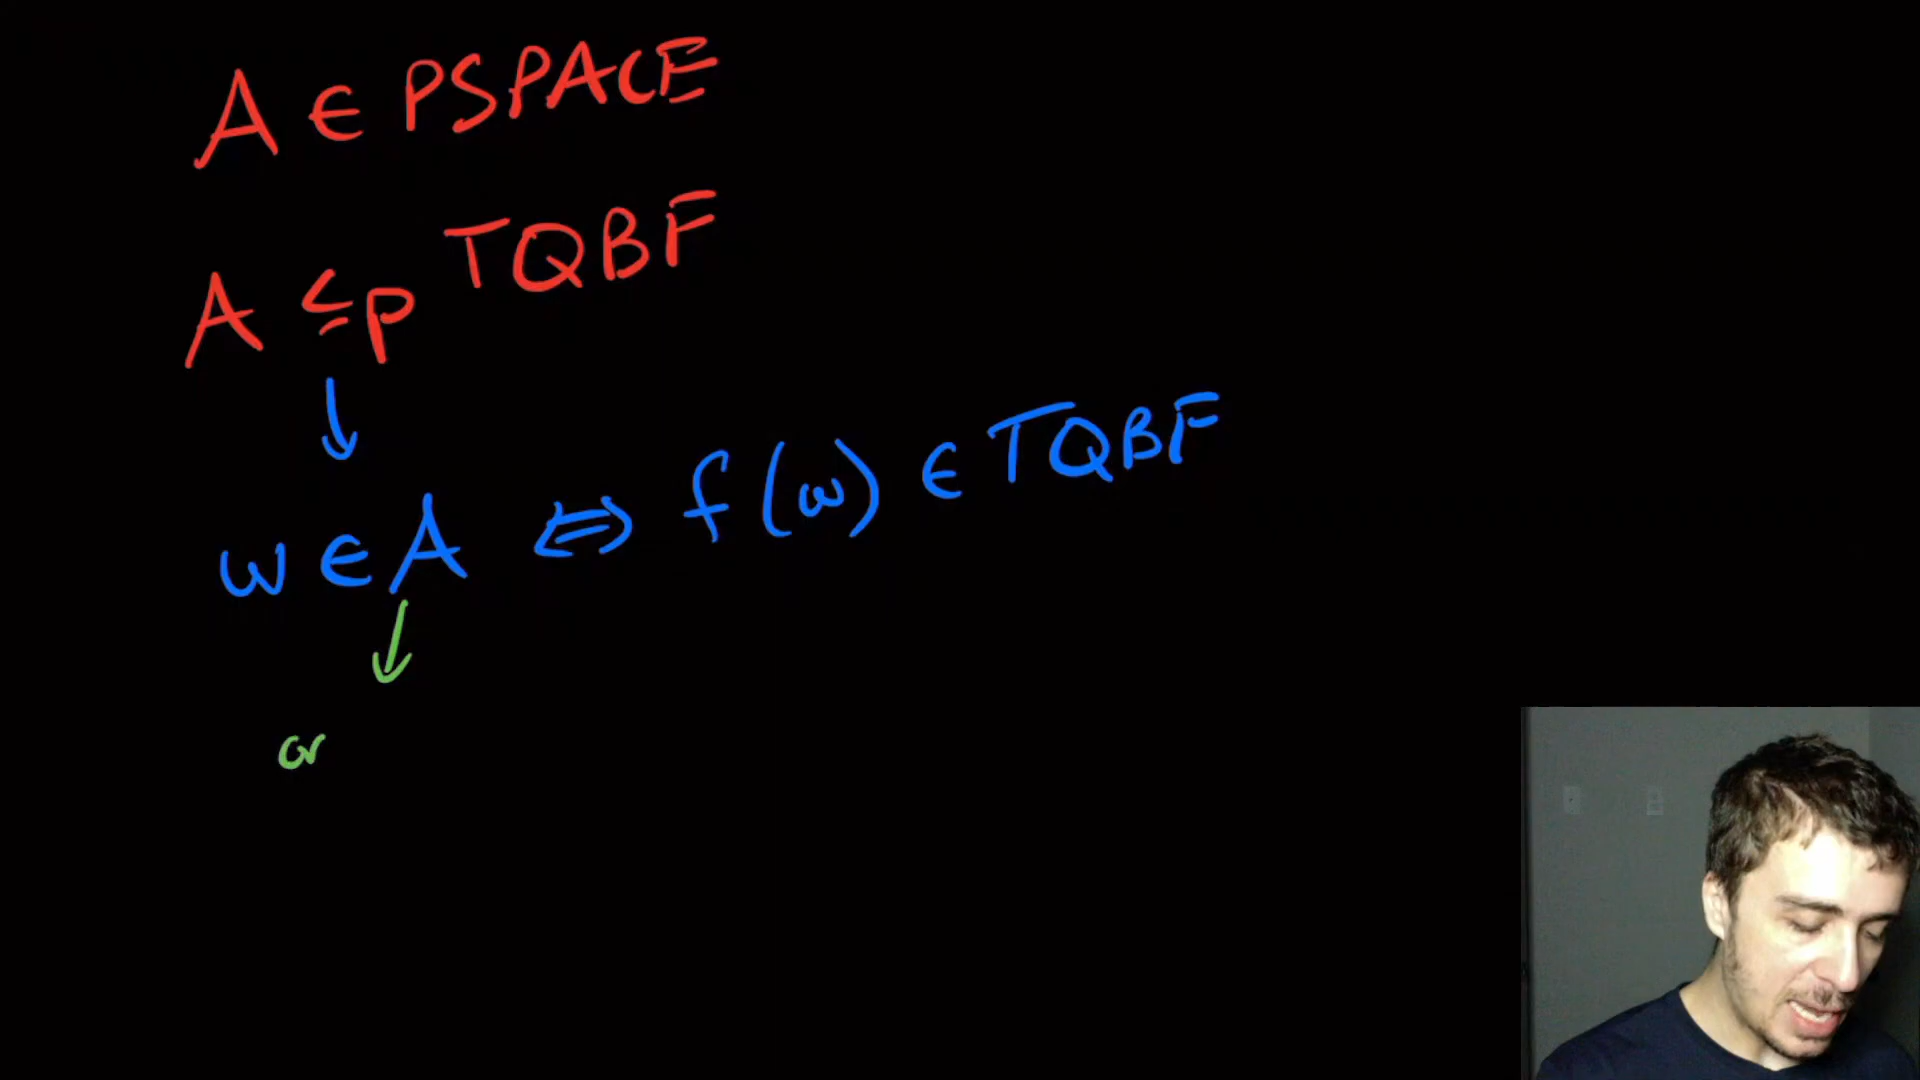 A ∈ PSPACE
A ≤p TQBF
↓
w ∈ A ⇔ f(w) ∈ TQBF
↓